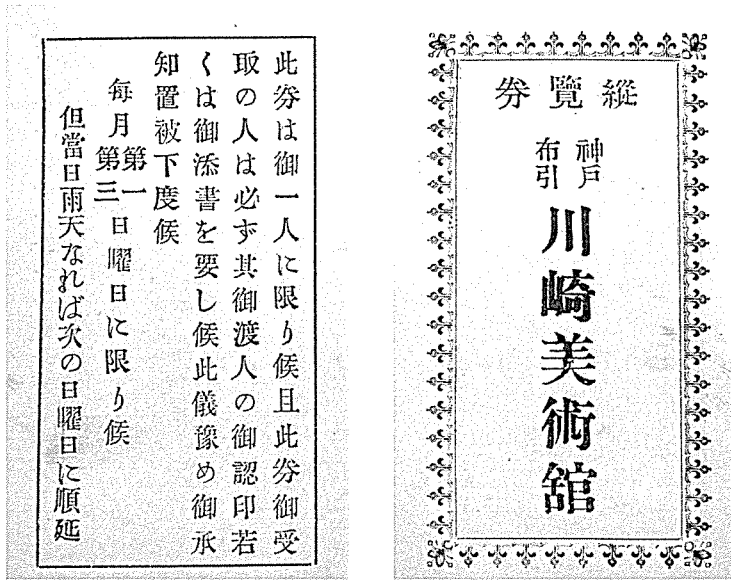 縦覧券
神戸
布引
川崎美術館
此券は御一人に限り候且此券御受
取の人は必ず其御渡人の御認印若
くは御添書を要し候此儀豫め御承
知置被下度候
毎月第一第三日曜日に限り候
但當日雨天なれば次の日曜日に順延